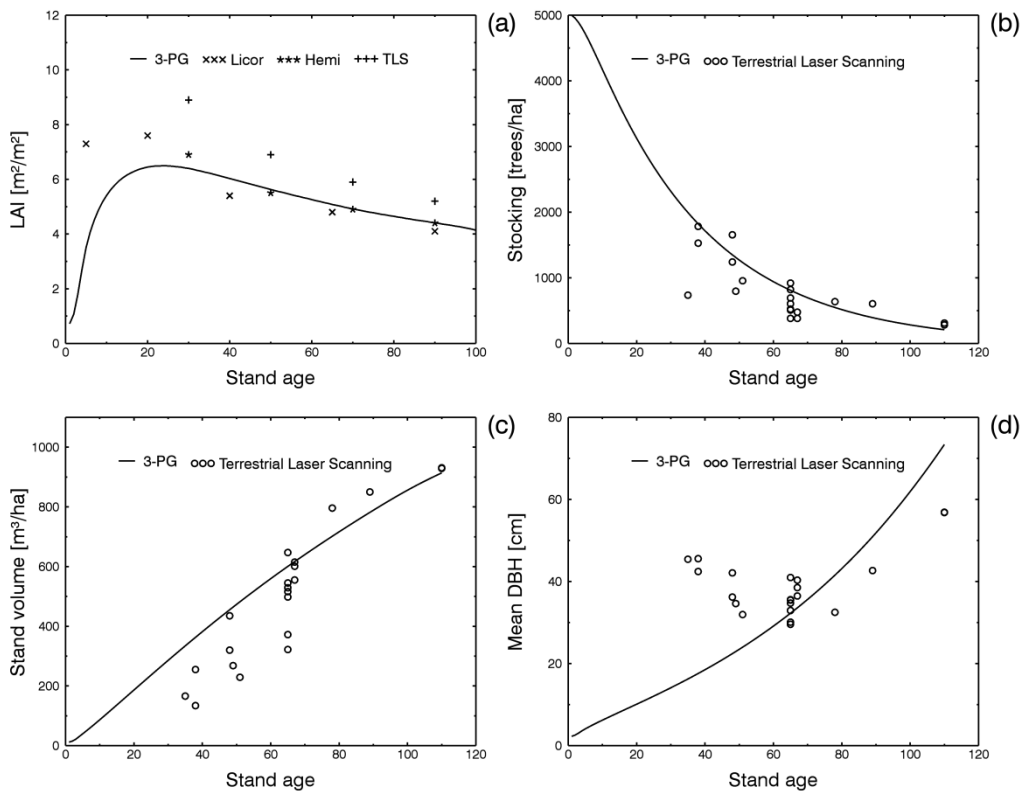 (a)
12
10
8
6
4
2
0
LAI [m²/m²]
3-PG ××× Licor *** Hemi +++ TLS
0 20 40 60 80 100
Stand age
(b)
5000
4000
3000
2000
1000
0
Stocking [trees/ha]
3-PG Terrestrial Laser Scanning
0 20 40 60 80 100 120
Stand age
(c)
1000
800
600
400
200
0
Stand volume [m³/ha]
3-PG Terrestrial Laser Scanning
0 20 40 60 80 100 120
Stand age
(d)
80
60
40
20
0
Mean DBH [cm]
3-PG Terrestrial Laser Scanning
0 20 40 60 80 100 120
Stand age